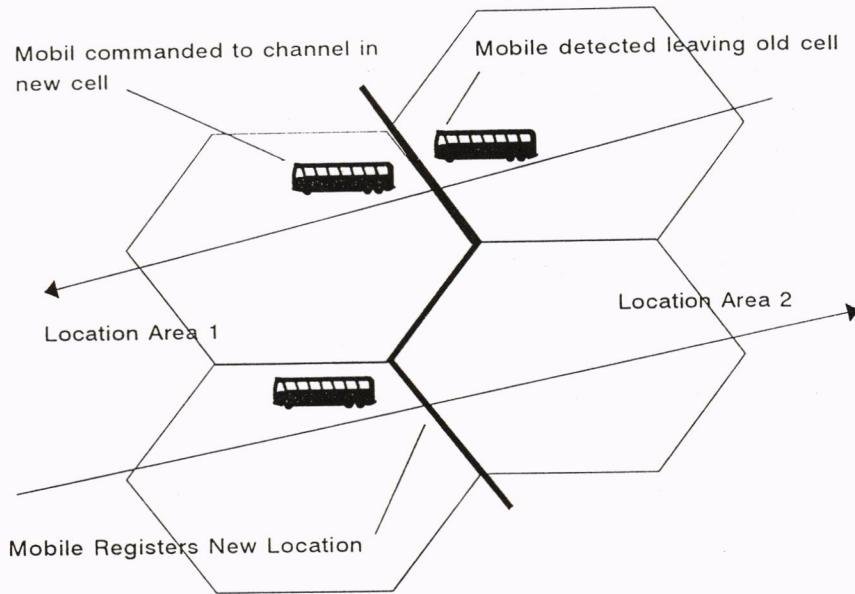 Mobil commanded to channel in
new cell
Mobile detected leaving old cell
Location Area 2
Location Area 1
Mobile Registers New Location